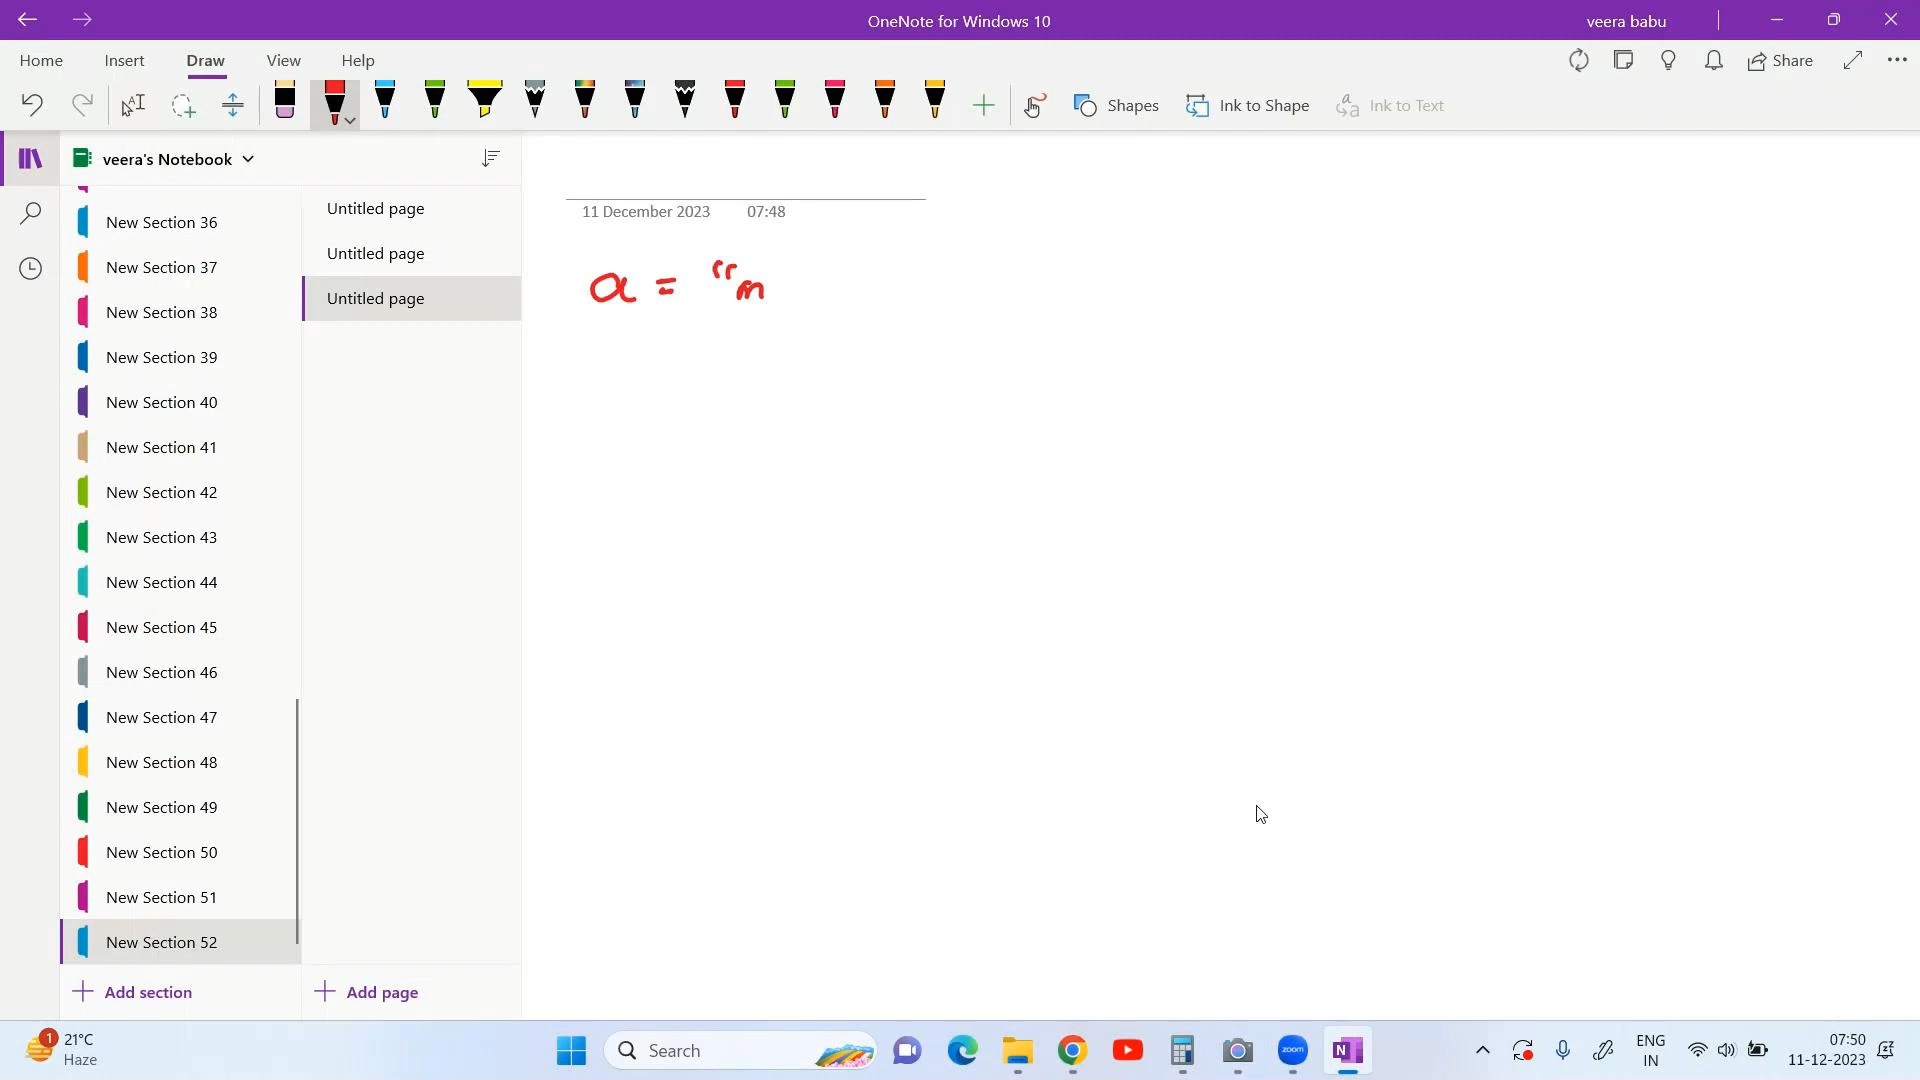 OneNote for Windows 10
veera babu
Home Insert Draw View Help
Share
Shapes
Ink to Shape
Ink to Text
veera's Notebook
New Section 36
New Section 37
New Section 38
New Section 39
New Section 40
New Section 41
New Section 42
New Section 43
New Section 44
New Section 45
New Section 46
New Section 47
New Section 48
New Section 49
New Section 50
New Section 51
New Section 52
Add section
Untitled page
Untitled page
Untitled page
Add page
11 December 2023 07:48
a = “m
1
21°C
Haze
Search
zoom
N
ENG
IN
07:50
11-12-2023